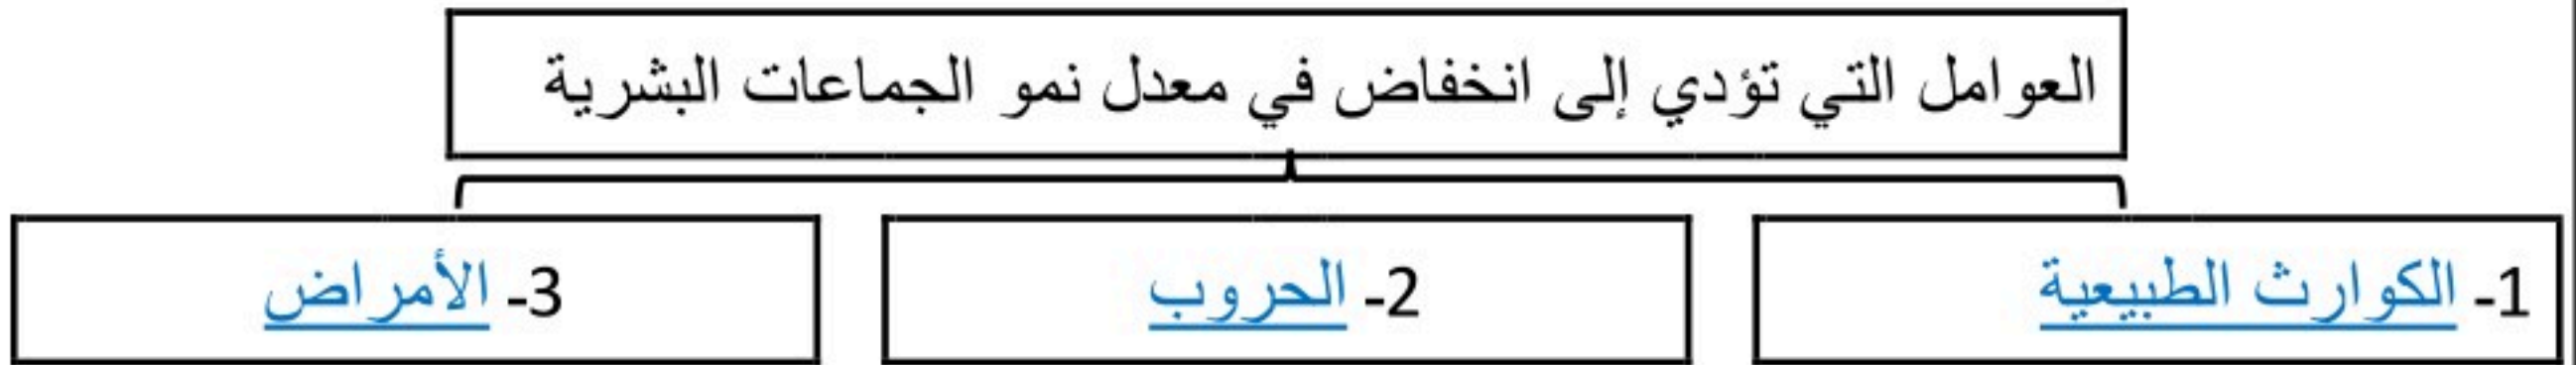 العوامل التي تؤدي إلى انخفاض في معدل نمو الجماعات البشرية
1- الكوارث الطبيعية
2- الحروب
3- الأمراض